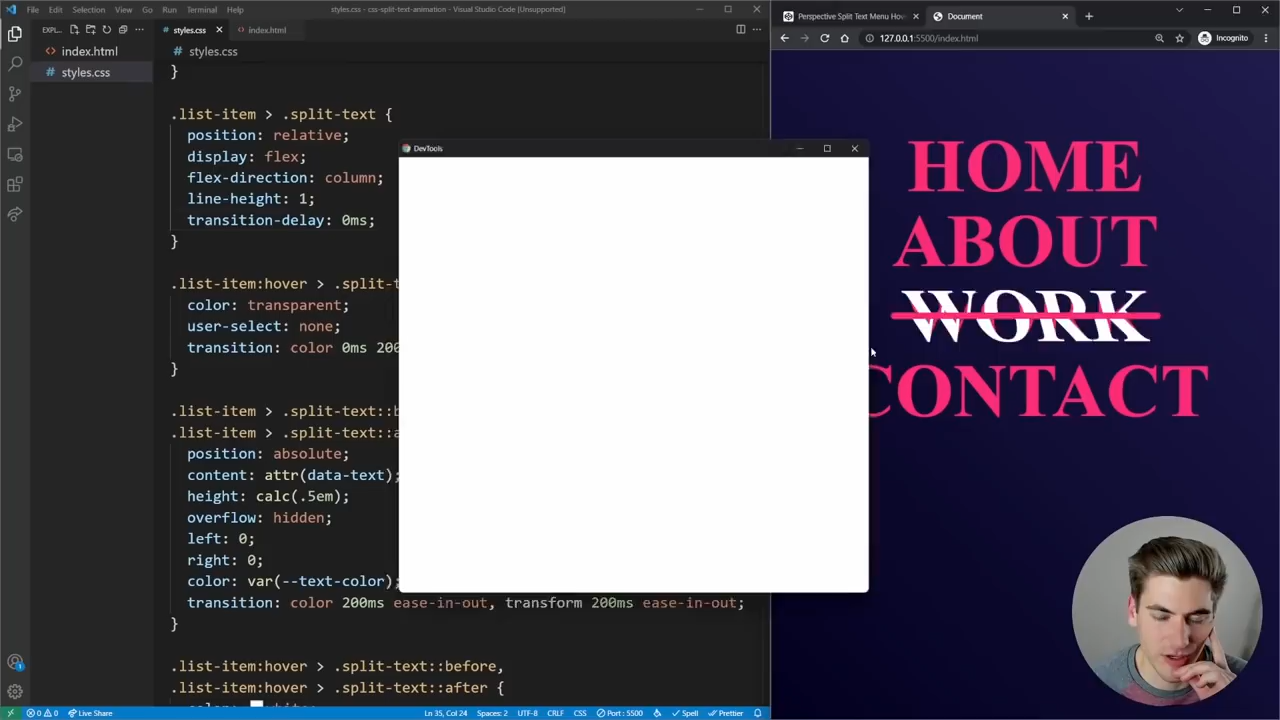 File Edit Selection View Go Run Terminal Help
styles.css - css-split-text-animation - Visual Studio Code [Unsupported]
EXPL...
styles.css
index.html
index.html
styles.css
styles.css
}
.list-item > .split-text {
position: relative;
display: flex;
flex-direction: column;
line-height: 1;
transition-delay: 0ms;
}
.list-item:hover > .split-t
color: transparent;
user-select: none;
transition: color 0ms 200
}
.list-item > .split-text::b
.list-item > .split-text::a
position: absolute;
content: attr(data-text);
height: calc(.5em);
overflow: hidden;
left: 0;
right: 0;
color: var(--text-color);
transition: color 200ms ease-in-out, transform 200ms ease-in-out;
}
.list-item:hover > .split-text::before,
.list-item:hover > .split-text::after {
0 0
Live Share
Ln 35, Col 24
Spaces: 2
UTF-8
CRLF
CSS
Port : 5500
Spell
Prettier
DevTools
Perspective Split Text Menu Hov
Document
127.0.0.1:5500/index.html
Incognito
HOME
ABOUT
WORK
CONTACT